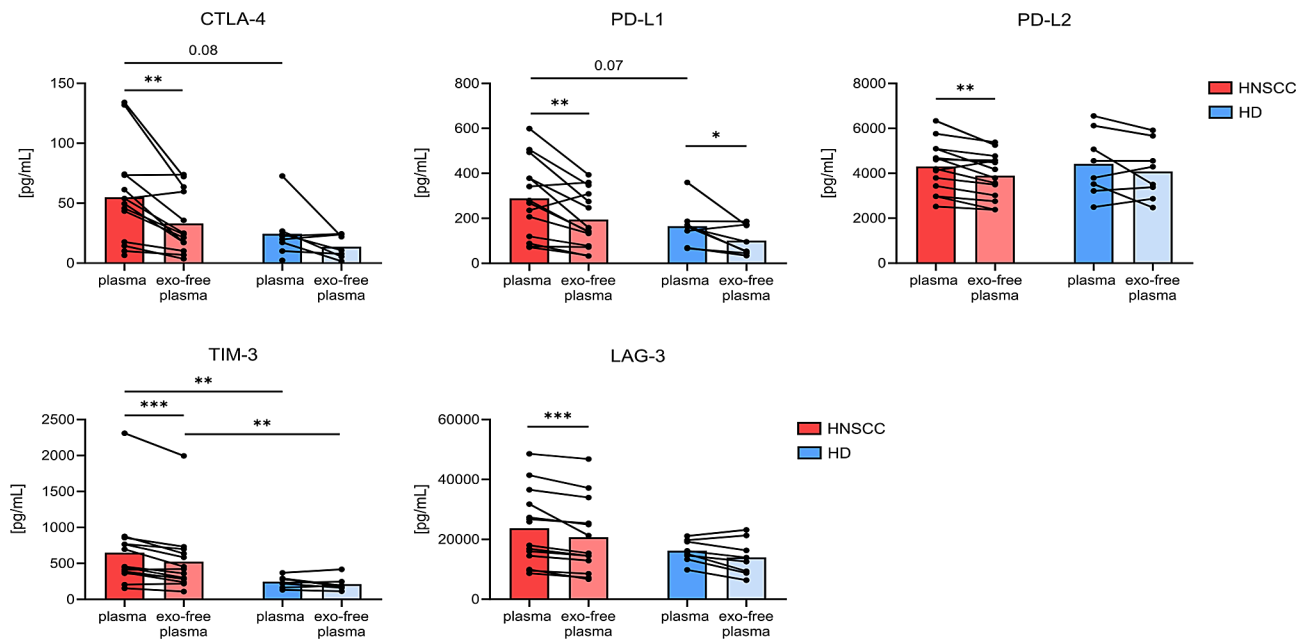 CTLA-4
PD-L1
PD-L2
0.08
0.07
**
**
*
**
HNSCC
HD
[pg/mL]
150
100
50
0
[pg/mL]
800
600
400
200
0
[pg/mL]
8000
6000
4000
2000
0
plasma
exo-free
plasma
plasma
exo-free
plasma
plasma
exo-free
plasma
plasma
exo-free
plasma
plasma
exo-free
plasma
plasma
exo-free
plasma
TIM-3
LAG-3
**
***
**
***
HNSCC
HD
[pg/mL]
2500
2000
1500
1000
500
0
[pg/mL]
60000
40000
20000
0
plasma
exo-free
plasma
plasma
exo-free
plasma
plasma
exo-free
plasma
plasma
exo-free
plasma